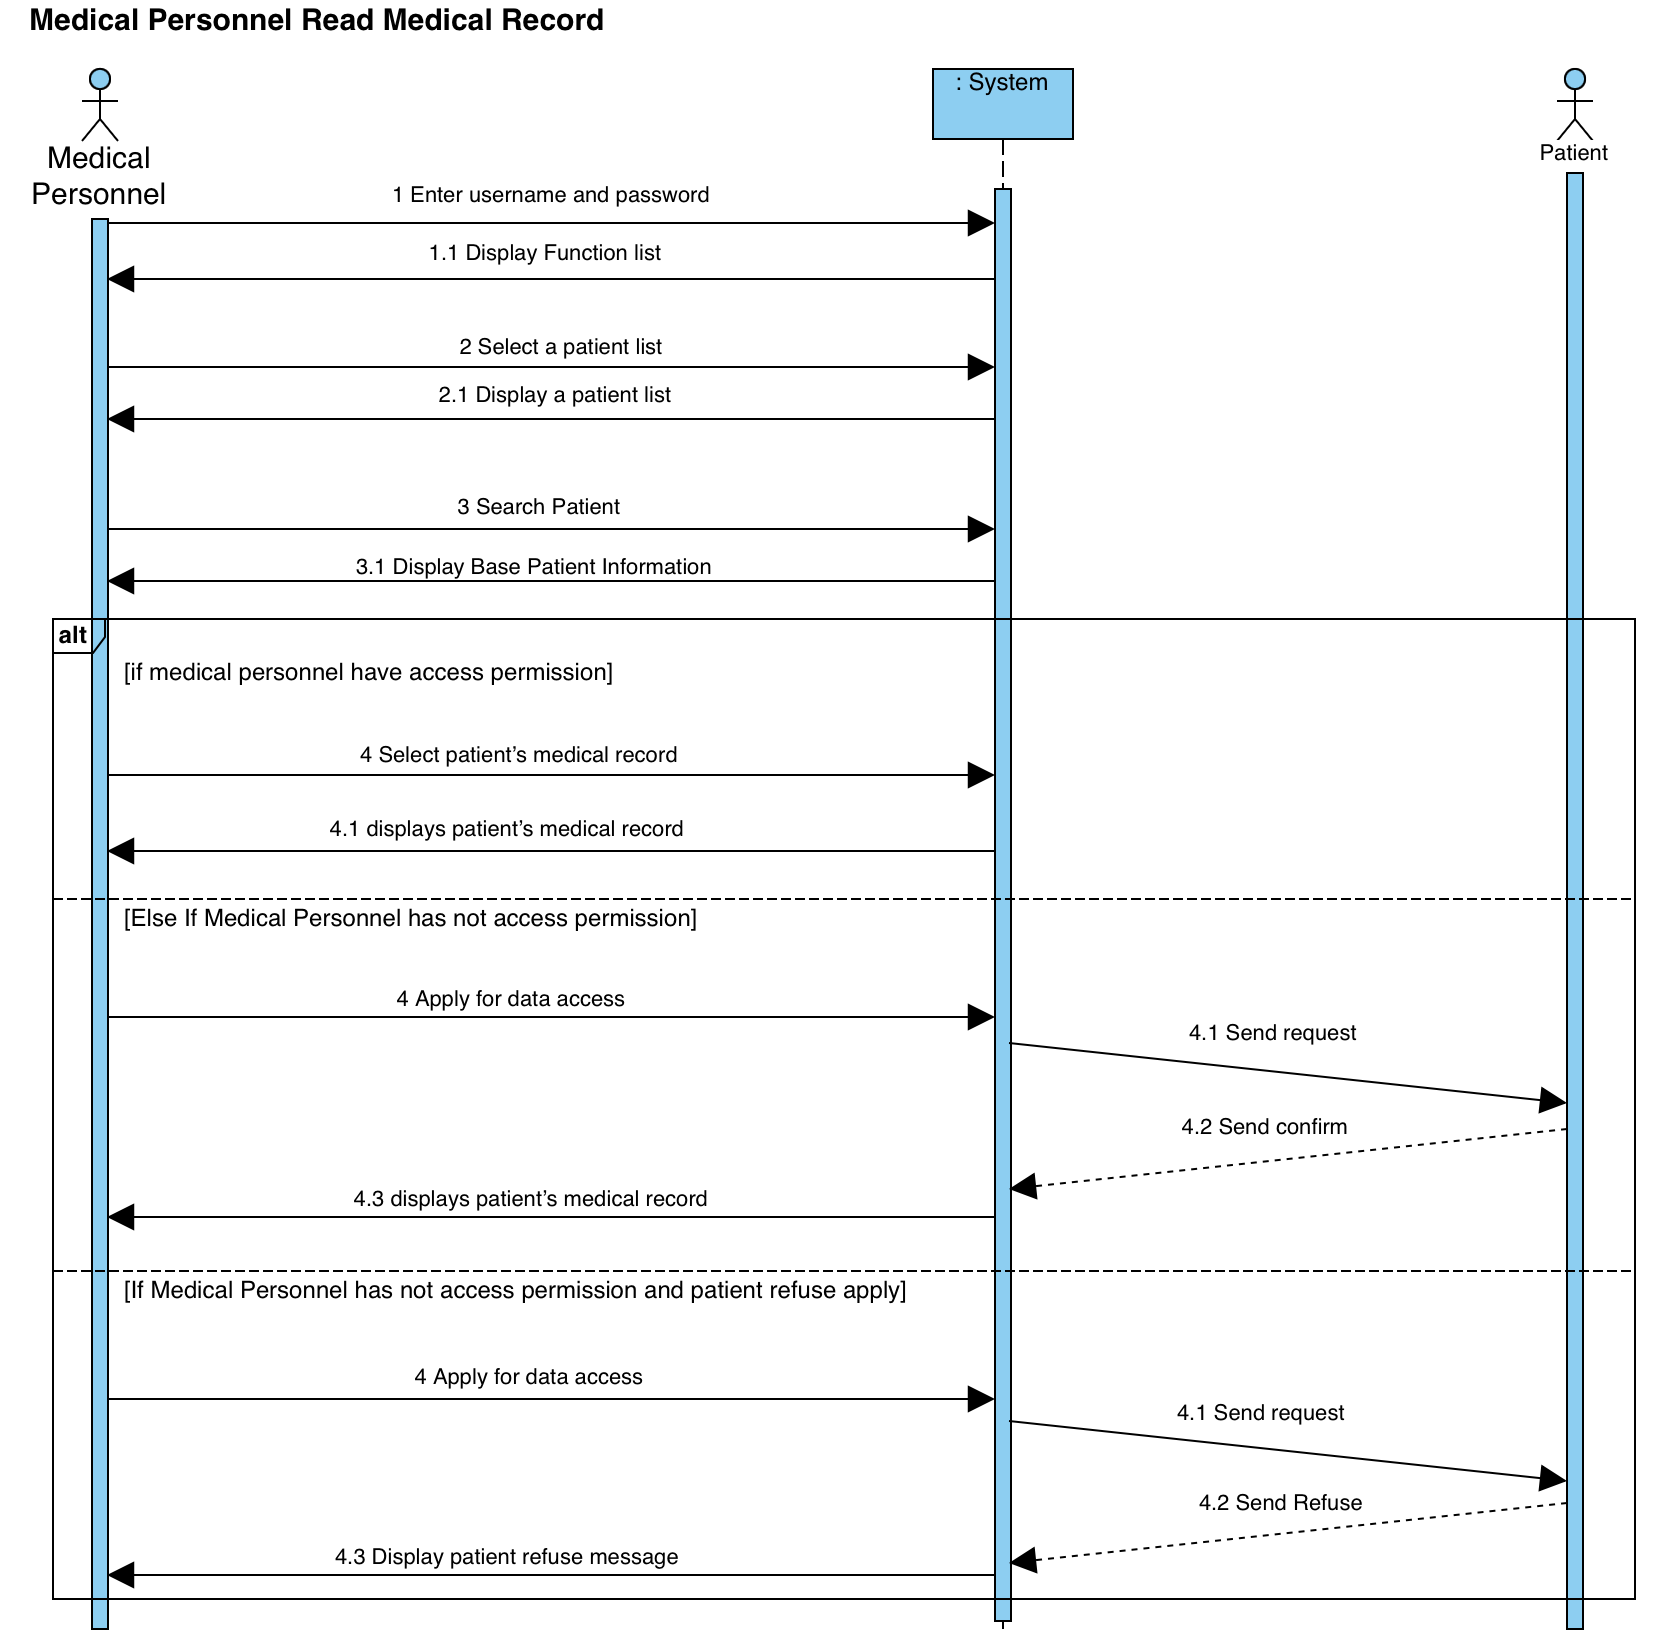 Medical Personnel Read Medical Record
: System
Medical
Personnel
Patient
1 Enter username and password
1.1 Display Function list
2 Select a patient list
2.1 Display a patient list
3 Search Patient
3.1 Display Base Patient Information
alt
[if medical personnel have access permission]
4 Select patient’s medical record
4.1 displays patient’s medical record
[Else If Medical Personnel has not access permission]
4 Apply for data access
4.1 Send request
4.2 Send confirm
4.3 displays patient’s medical record
[If Medical Personnel has not access permission and patient refuse apply]
4 Apply for data access
4.1 Send request
4.2 Send Refuse
4.3 Display patient refuse message